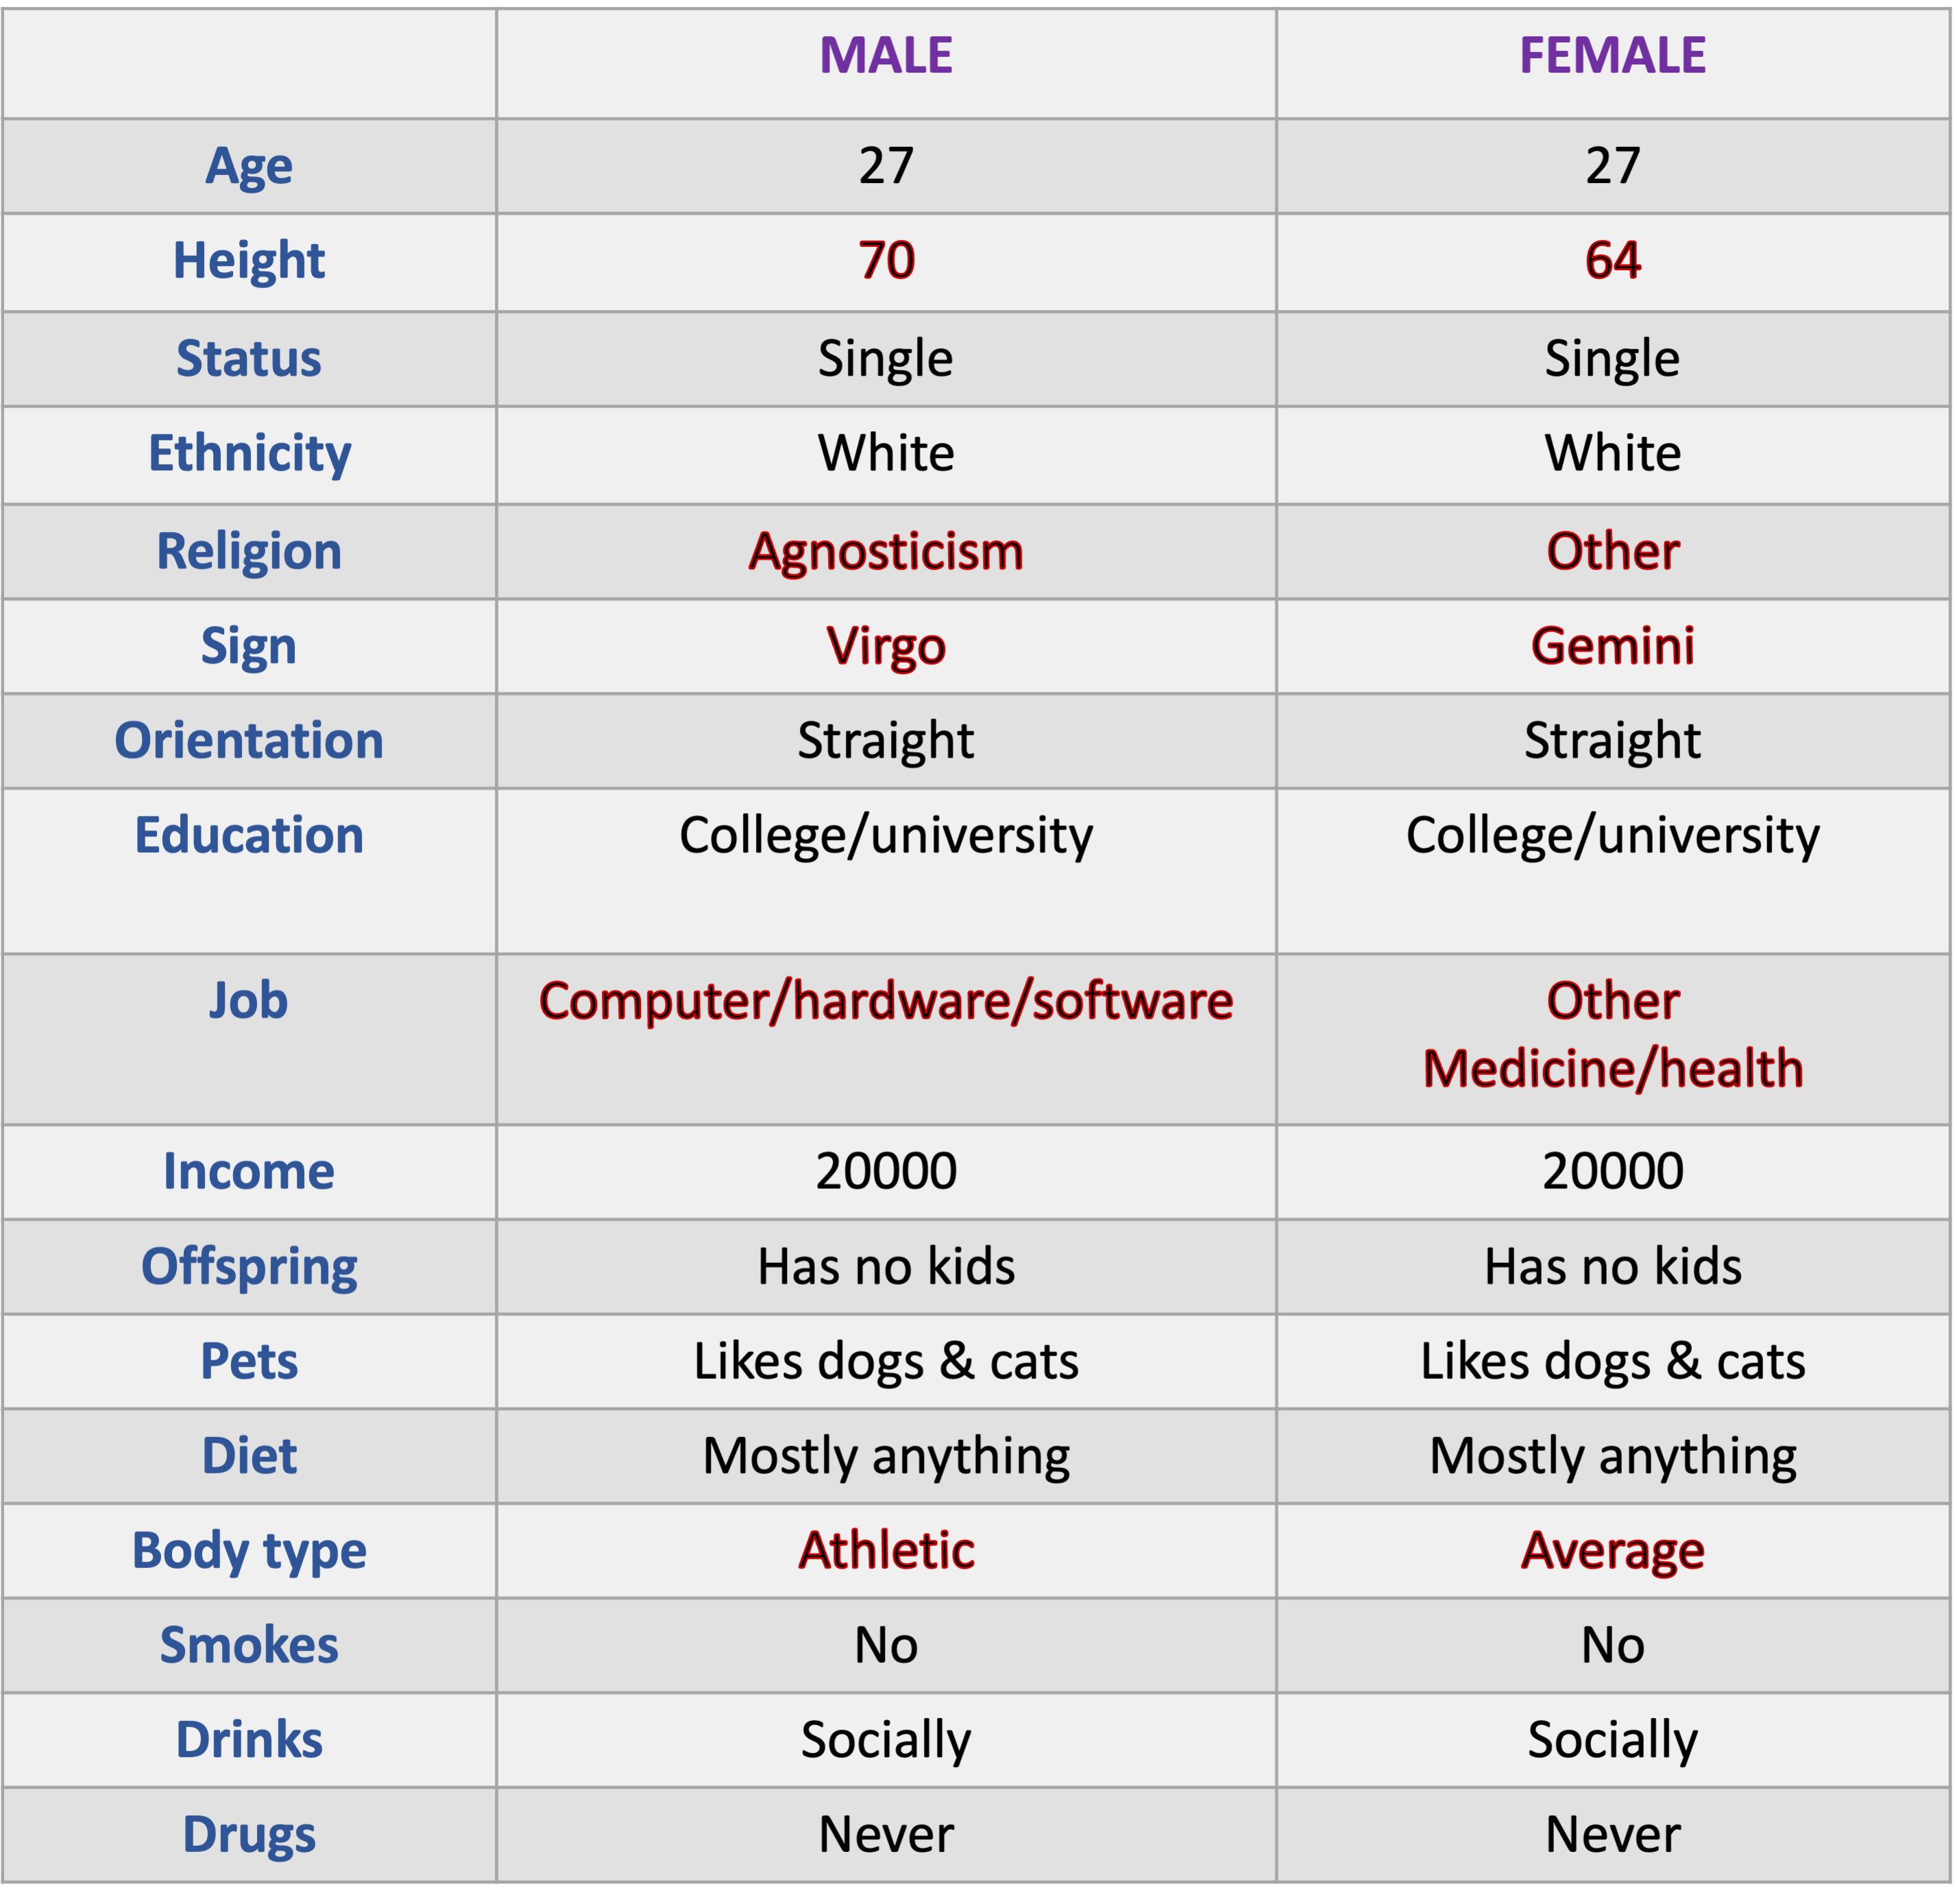 MALE FEMALE
Age 27 27
Height 70 64
Status Single Single
Ethnicity White White
Religion Agnosticism Other
Sign Virgo Gemini
Orientation Straight Straight
Education College/university College/university
Job Computer/hardware/software Other
Medicine/health
Income 20000 20000
Offspring Has no kids Has no kids
Pets Likes dogs & cats Likes dogs & cats
Diet Mostly anything Mostly anything
Body type Athletic Average
Smokes No No
Drinks Socially Socially
Drugs Never Never